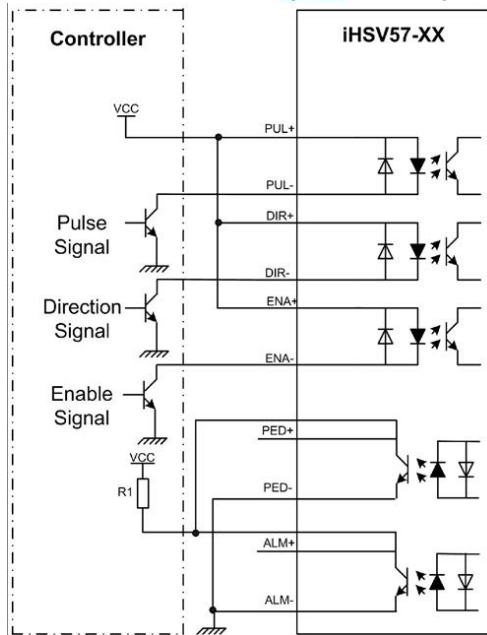 Controller
iHSV57-XX
VCC
PUL+
PUL-
Pulse
Signal
DIR+
DIR-
Direction
Signal
ENA+
ENA-
Enable
Signal
PED+
VCC
R1
PED-
ALM+
ALM-